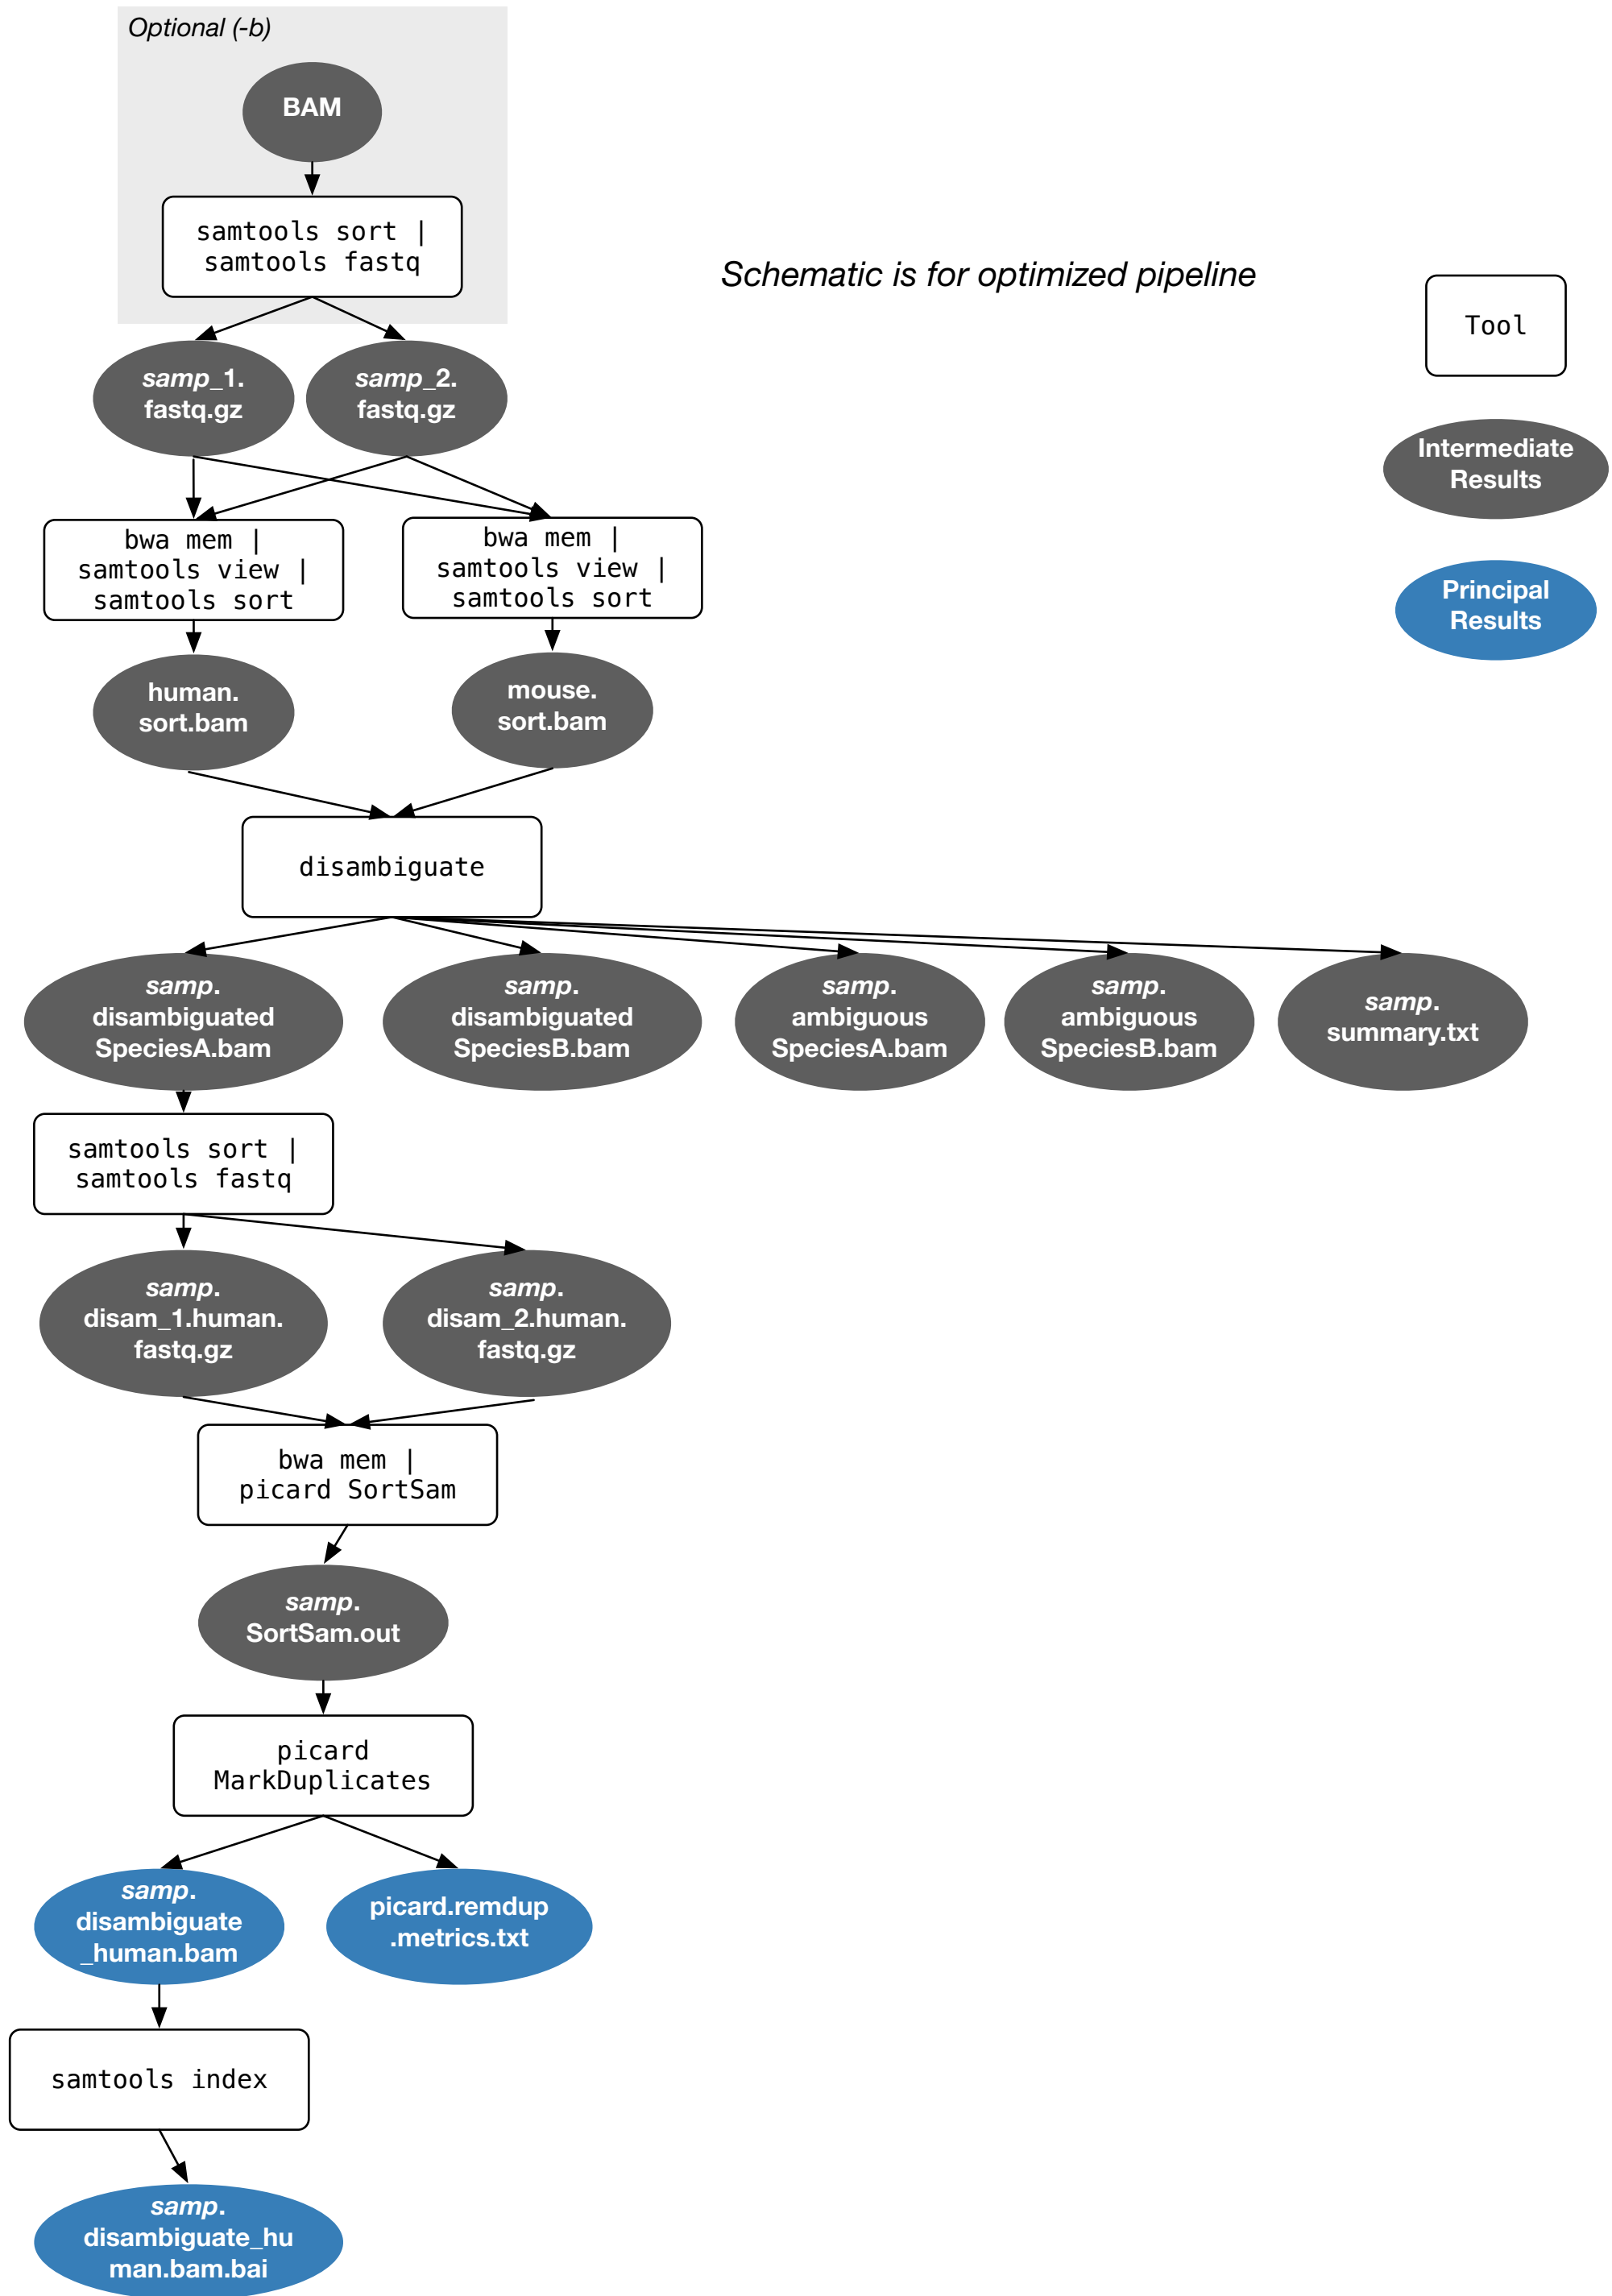 Optional (-b)
BAM
samtools sort |
samtools fastq
Schematic is for optimized pipeline
Tool
samp_1.
fastq.gz
samp_2.
fastq.gz
Intermediate
Results
bwa mem |
samtools view |
samtools sort
bwa mem |
samtools view |
samtools sort
Principal
Results
human.
sort.bam
mouse.
sort.bam
disambiguate
samp.
disambiguated
SpeciesA.bam
samp.
disambiguated
SpeciesB.bam
samp.
ambiguous
SpeciesA.bam
samp.
ambiguous
SpeciesB.bam
samp.
summary.txt
samtools sort |
samtools fastq
samp.
disam_1.human.
fastq.gz
samp.
disam_2.human.
fastq.gz
bwa mem |
picard SortSam
samp.
SortSam.out
picard
MarkDuplicates
samp.
disambiguate
_human.bam
picard.remdup
.metrics.txt
samtools index
samp.
disambiguate_hu
man.bam.bai